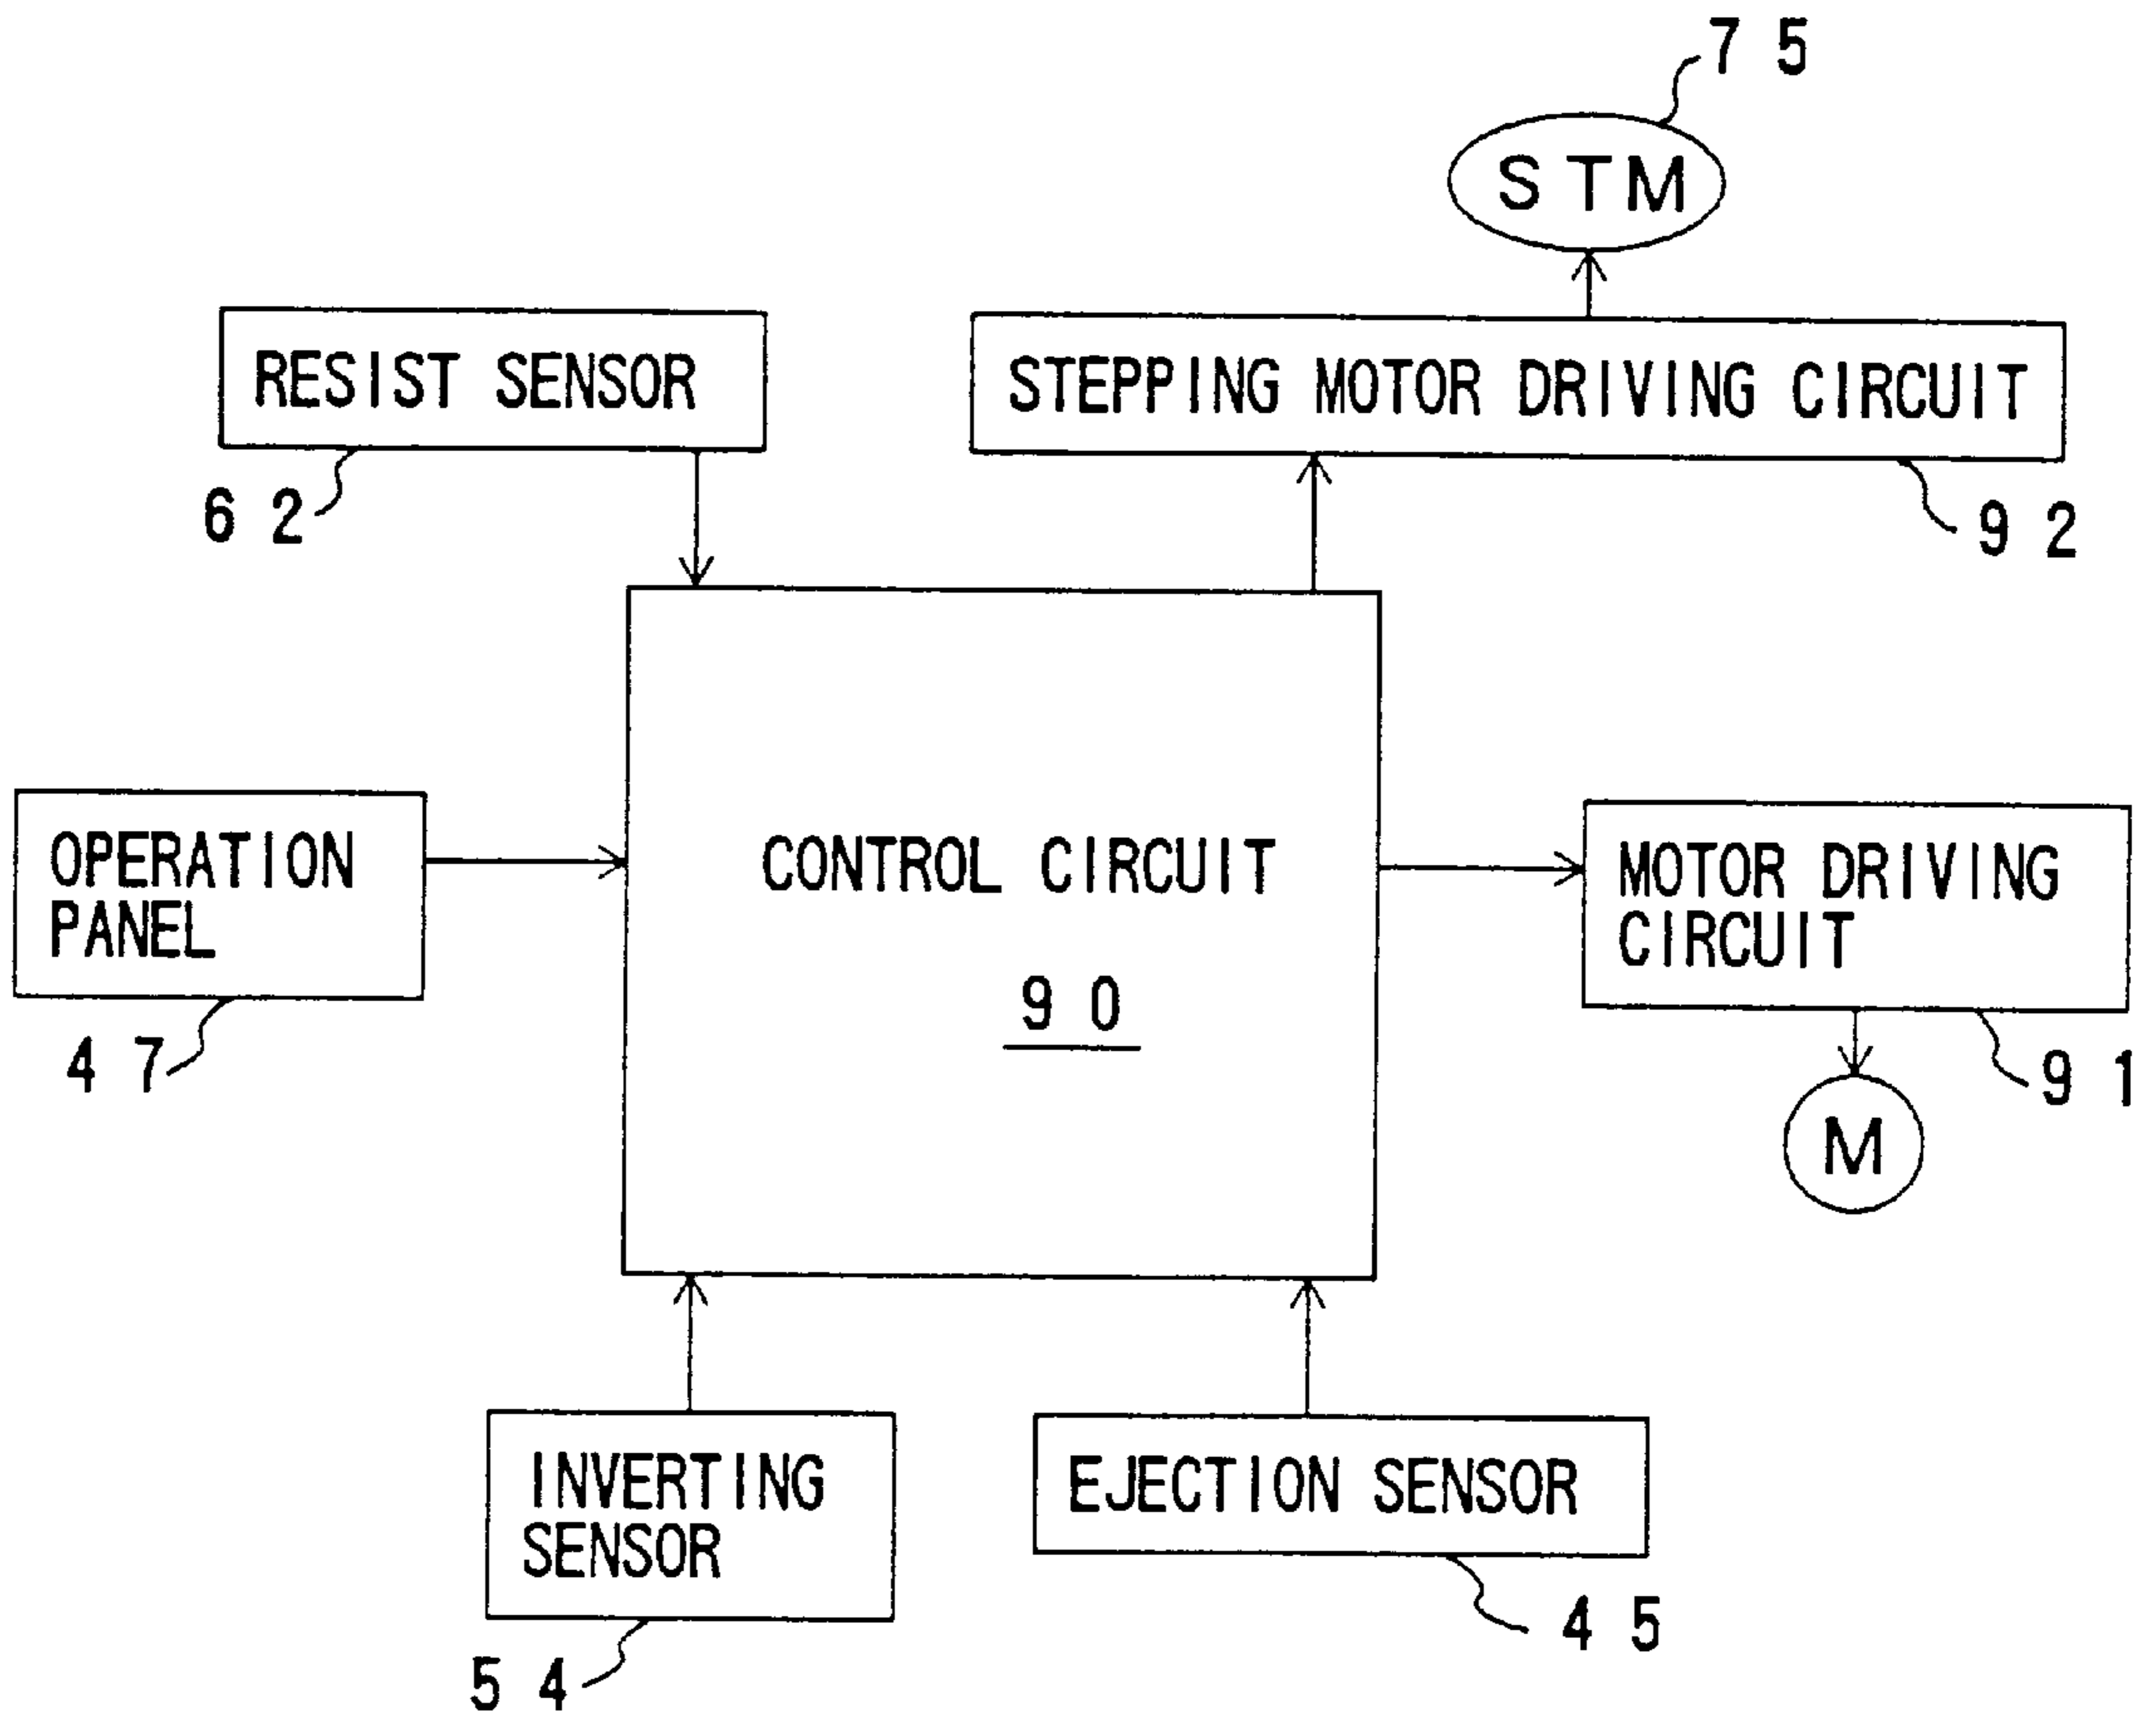 7 5
STM
RESIST SENSOR
STEPPING MOTOR DRIVING CIRCUIT
6 2
9 2
OPERATION
PANEL
CONTROL CIRCUIT
9 0
MOTOR DRIVING
CIRCUIT
4 7
9 1
M
INVERTING
SENSOR
EJECTION SENSOR
5 4
4 5